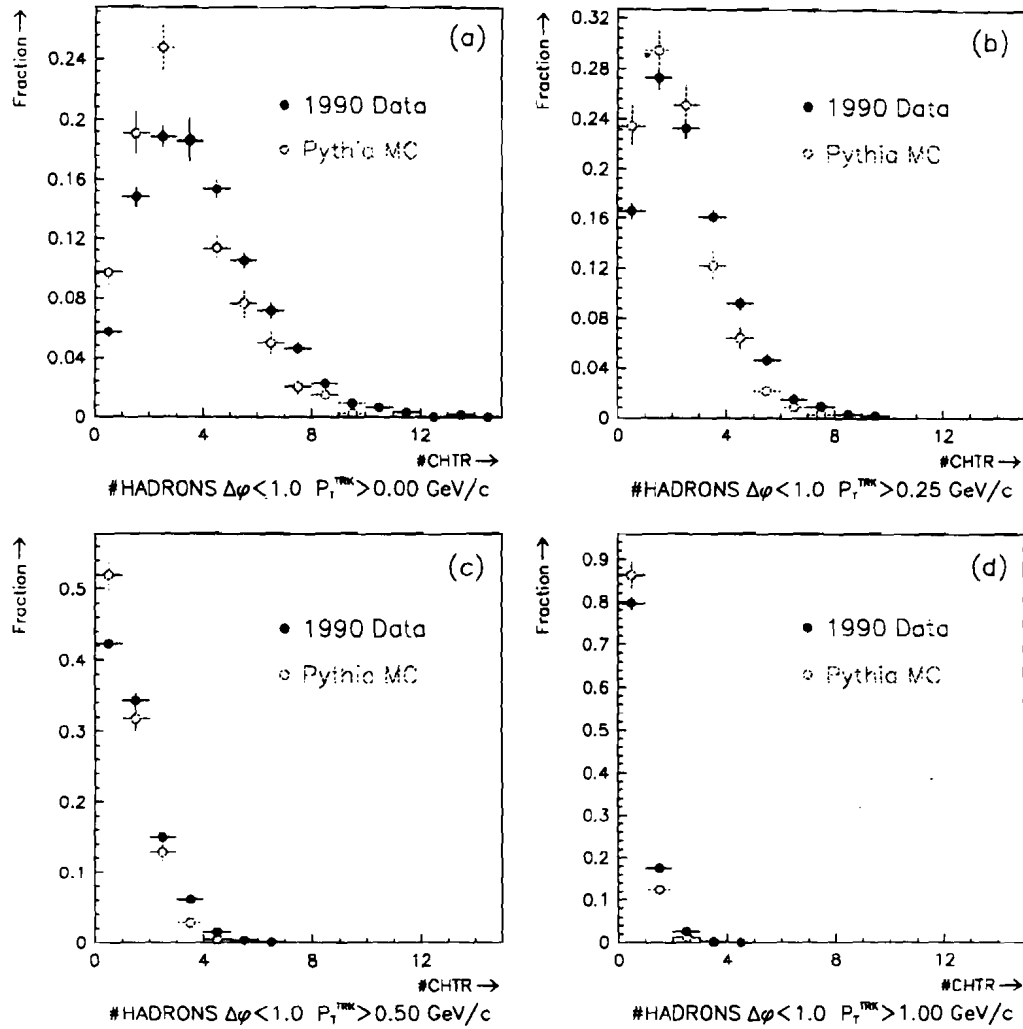 Fraction →
(a)
0.24
0.2
0.16
0.12
0.08
0.04
0
● 1990 Data
○ Pythia MC
0 4 8 12
#CHTR →
#HADRONS Δφ<1.0 P_T^TRK>0.00 GeV/c
Fraction →
(b)
0.32
0.28
0.24
0.2
0.16
0.12
0.08
0.04
0
● 1990 Data
○ Pythia MC
0 4 8 12
#CHTR →
#HADRONS Δφ<1.0 P_T^TRK>0.25 GeV/c
Fraction →
(c)
0.5
0.4
0.3
0.2
0.1
0
● 1990 Data
○ Pythia MC
0 4 8 12
#CHTR →
#HADRONS Δφ<1.0 P_T^TRK>0.50 GeV/c
Fraction →
(d)
0.9
0.8
0.7
0.6
0.5
0.4
0.3
0.2
0.1
0
● 1990 Data
○ Pythia MC
0 4 8 12
#CHTR →
#HADRONS Δφ<1.0 P_T^TRK>1.00 GeV/c